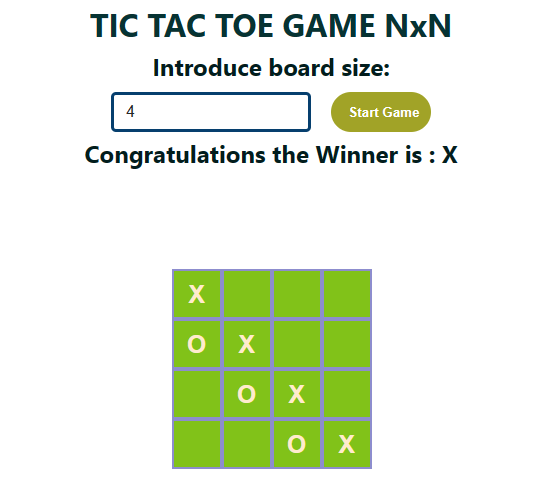 TIC TAC TOE GAME NxN
Introduce board size:
4 Start Game
Congratulations the Winner is : X
X
O X
O X
O X